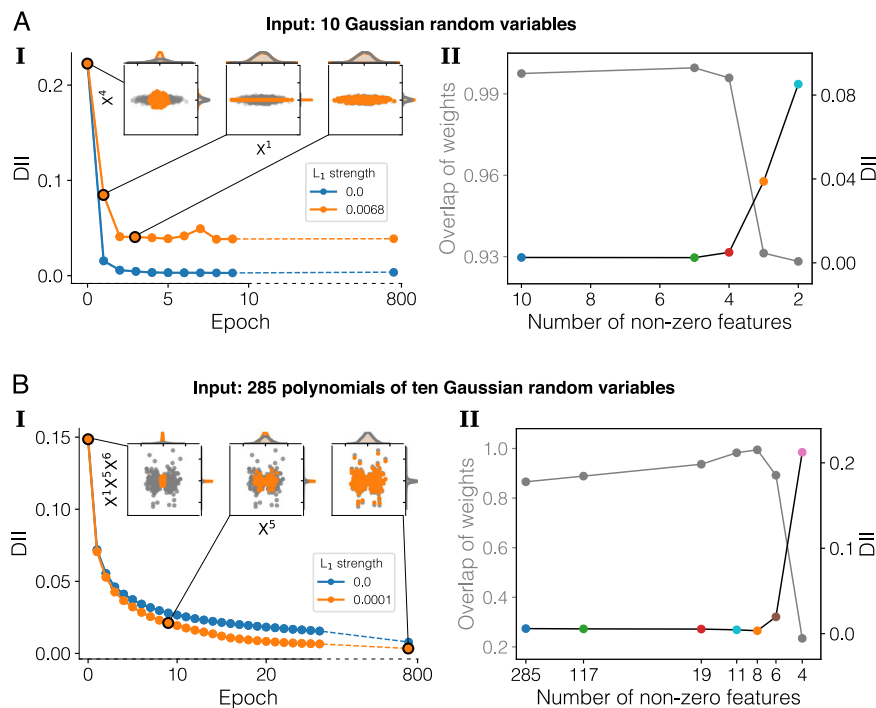 A
Input: 10 Gaussian random variables
I
DII
0.2
0.1
0.0
0
5
10
800
Epoch
X⁴
X¹
L₁ strength
0.0
0.0068
II
Overlap of weights
0.99
0.96
0.93
DII
0.08
0.04
0.00
10
8
6
4
2
Number of non-zero features
B
Input: 285 polynomials of ten Gaussian random variables
I
DII
0.15
0.10
0.05
0.00
0
10
20
800
Epoch
X¹X⁵X⁶
X⁵
L₁ strength
0.0
0.0001
II
Overlap of weights
1.0
0.8
0.6
0.4
0.2
DII
0.2
0.1
0.0
285
117
19
11
8
6
4
Number of non-zero features